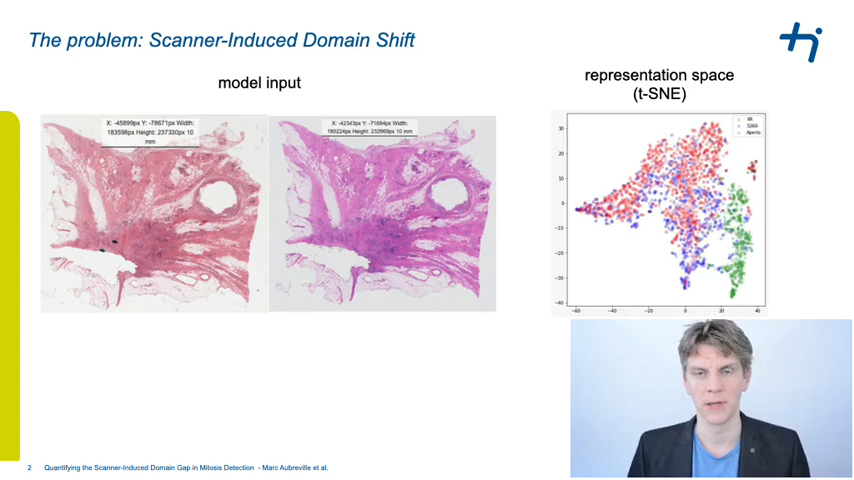 The problem: Scanner-Induced Domain Shift
model input
representation space
(t-SNE)
X: -45899px Y: -78671px Width:
183598px Height: 237330px 10
mm
X: -42343px Y: -71684px Width:
180224px Height: 232969px 10 mm
XR
S360
Aperio
30
20
10
0
-10
-20
-30
-40
-60
-40
-20
0
20
40
2 Quantifying the Scanner-Induced Domain Gap in Mitosis Detection - Marc Aubreville et al.